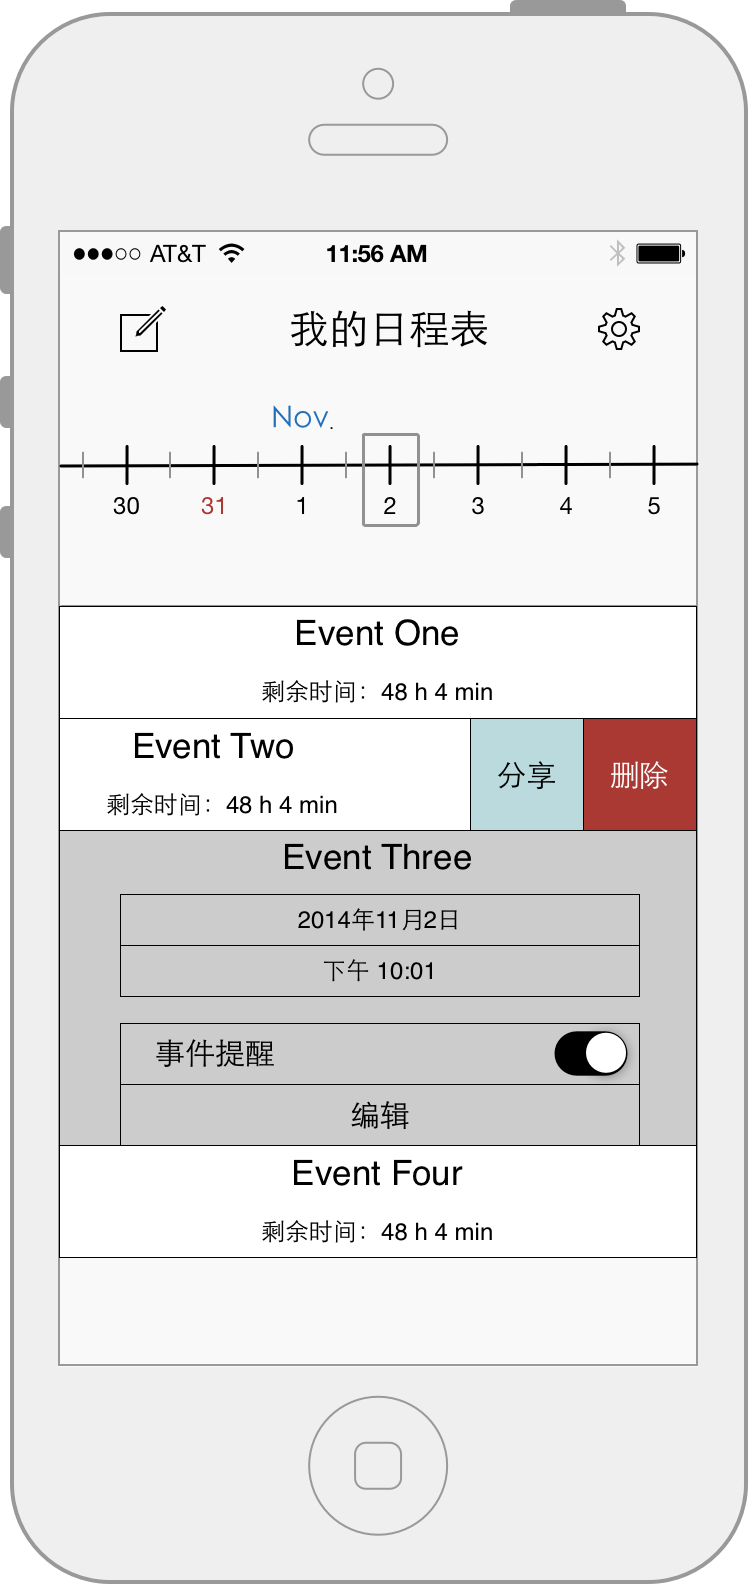 AT&T 11:56 AM
我的日程表
Nov.
30 31 1 2 3 4 5
Event One
剩余时间：48 h 4 min
Event Two
剩余时间：48 h 4 min
分享
删除
Event Three
2014年11月2日
下午 10:01
事件提醒
编辑
Event Four
剩余时间：48 h 4 min